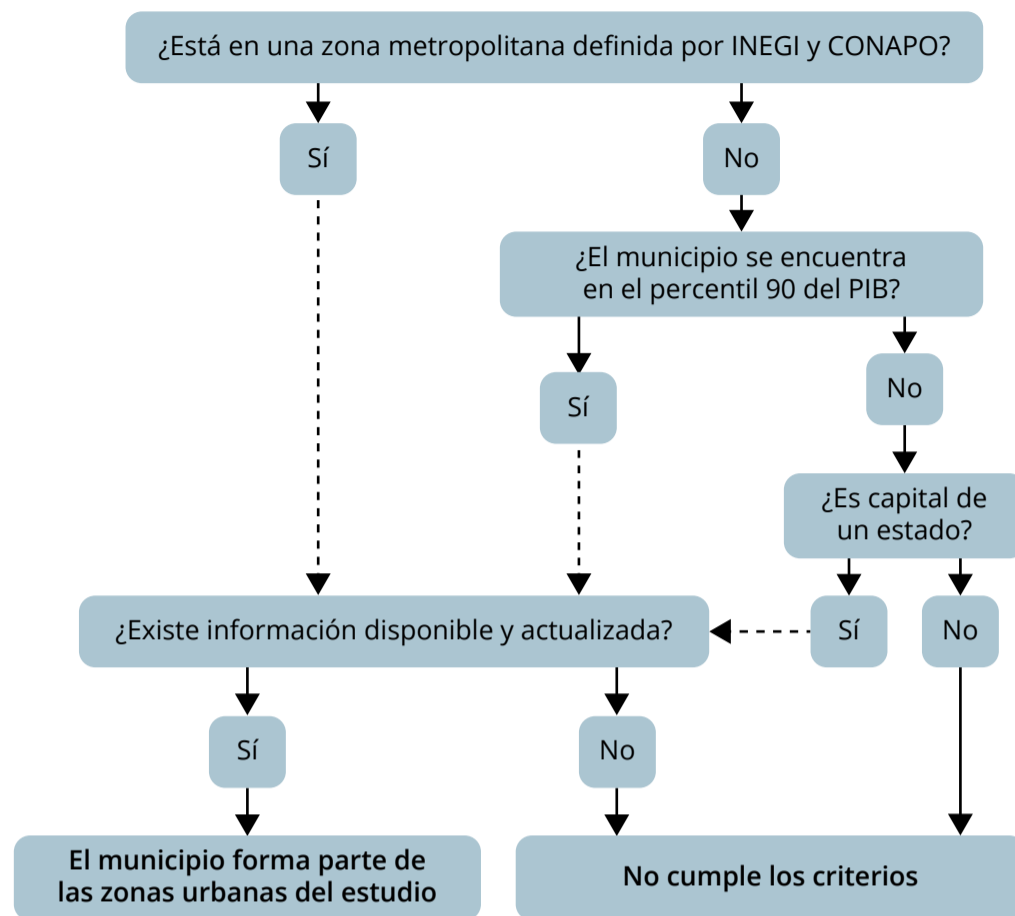 ¿Está en una zona metropolitana definida por INEGI y CONAPO?
Sí
No
¿El municipio se encuentra
en el percentil 90 del PIB?
Sí
No
¿Es capital de
un estado?
Sí
No
¿Existe información disponible y actualizada?
Sí
No
El municipio forma parte de
las zonas urbanas del estudio
No cumple los criterios